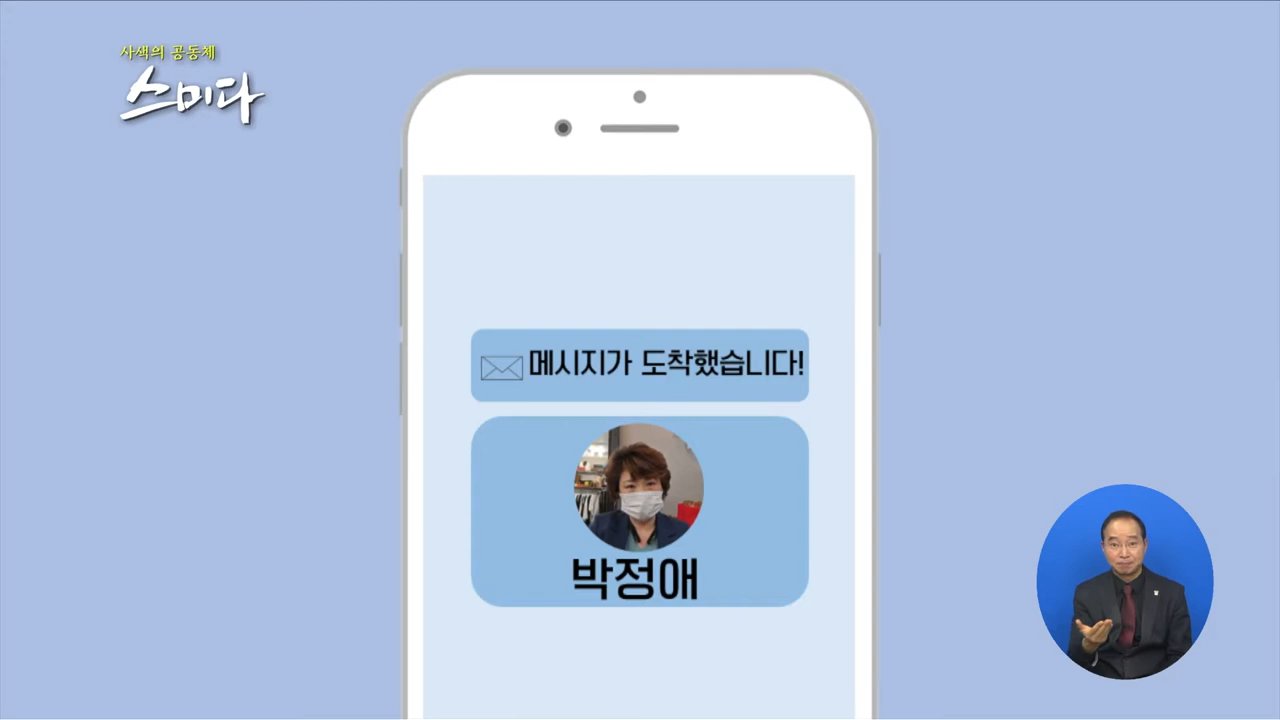 사색의 공동체
스미다
메시지가 도착했습니다!
박정애